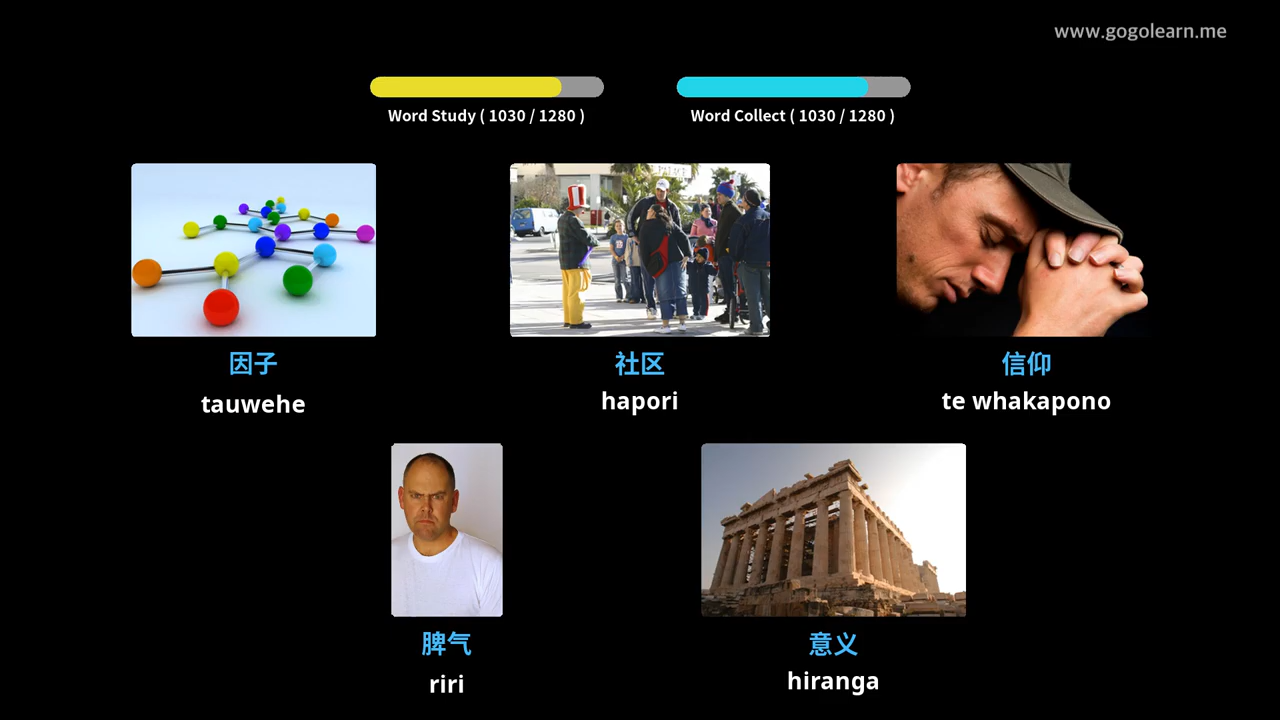 www.gogolearn.me
Word Study ( 1030 / 1280 )
Word Collect ( 1030 / 1280 )
因子
tauwehe
社区
hapori
信仰
te whakapono
脾气
riri
意义
hiranga